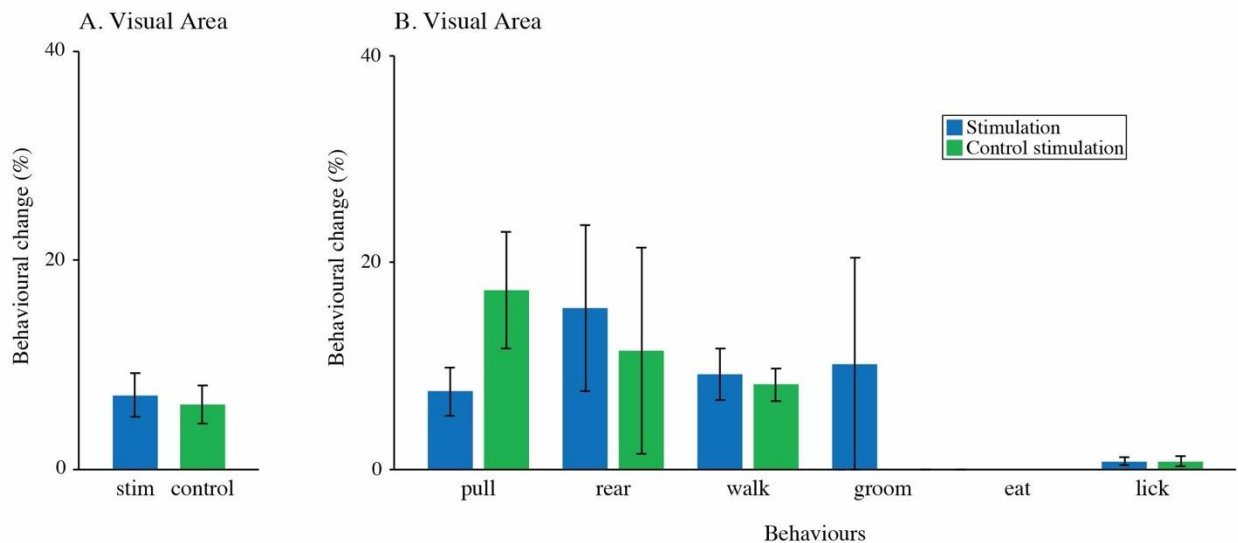 A. Visual Area
40
20
0
Behavioural change (%)
stim control
B. Visual Area
40
20
0
Behavioural change (%)
Stimulation
Control stimulation
pull rear walk groom eat lick
Behaviours